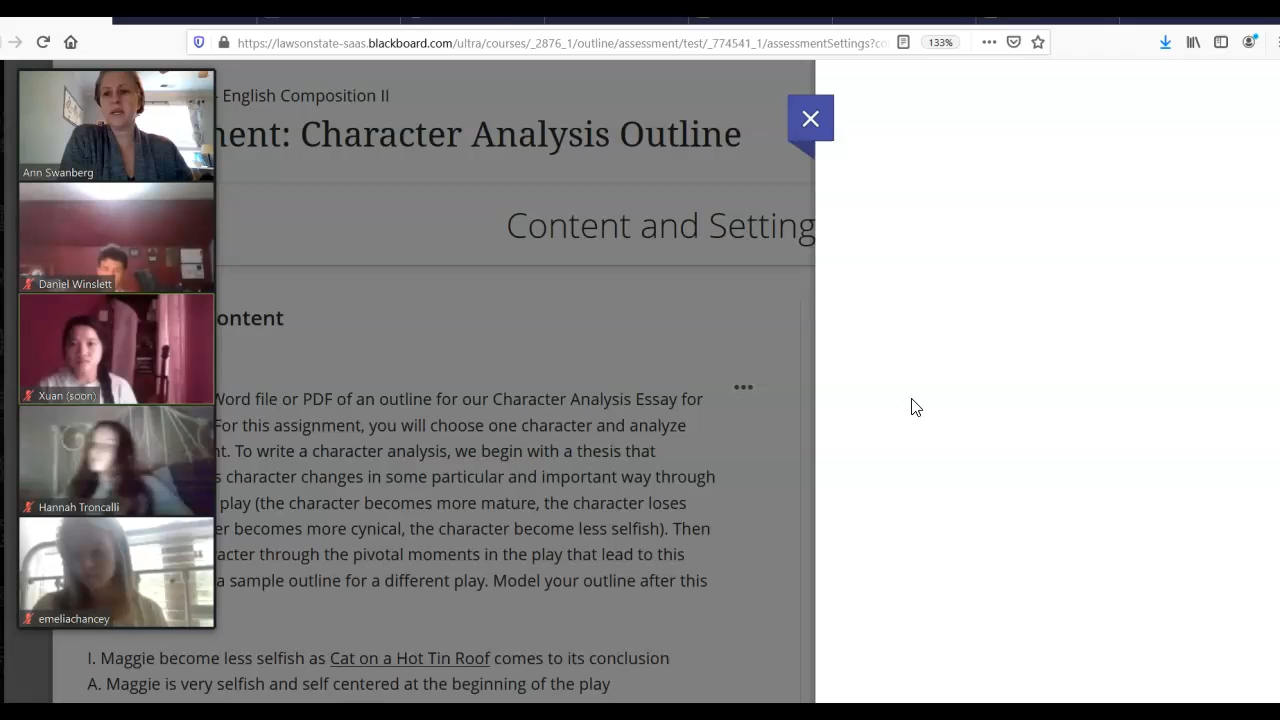 https://lawsonstate-saas.blackboard.com/ultra/courses/_2876_1/outline/assessment/test/_774541_1/assessmentSettings?co
133%
- English Composition II
nent: Character Analysis Outline
Content and Setting
ontent
Word file or PDF of an outline for our Character Analysis Essay for
For this assignment, you will choose one character and analyze
nt. To write a character analysis, we begin with a thesis that
s character changes in some particular and important way through
play (the character becomes more mature, the character loses
er becomes more cynical, the character become less selfish). Then
acter through the pivotal moments in the play that lead to this
a sample outline for a different play. Model your outline after this
I. Maggie become less selfish as Cat on a Hot Tin Roof comes to its conclusion
A. Maggie is very selfish and self centered at the beginning of the play
Ann Swanberg
Daniel Winslett
Xuan (soon)
Hannah Troncalli
emeliachancey